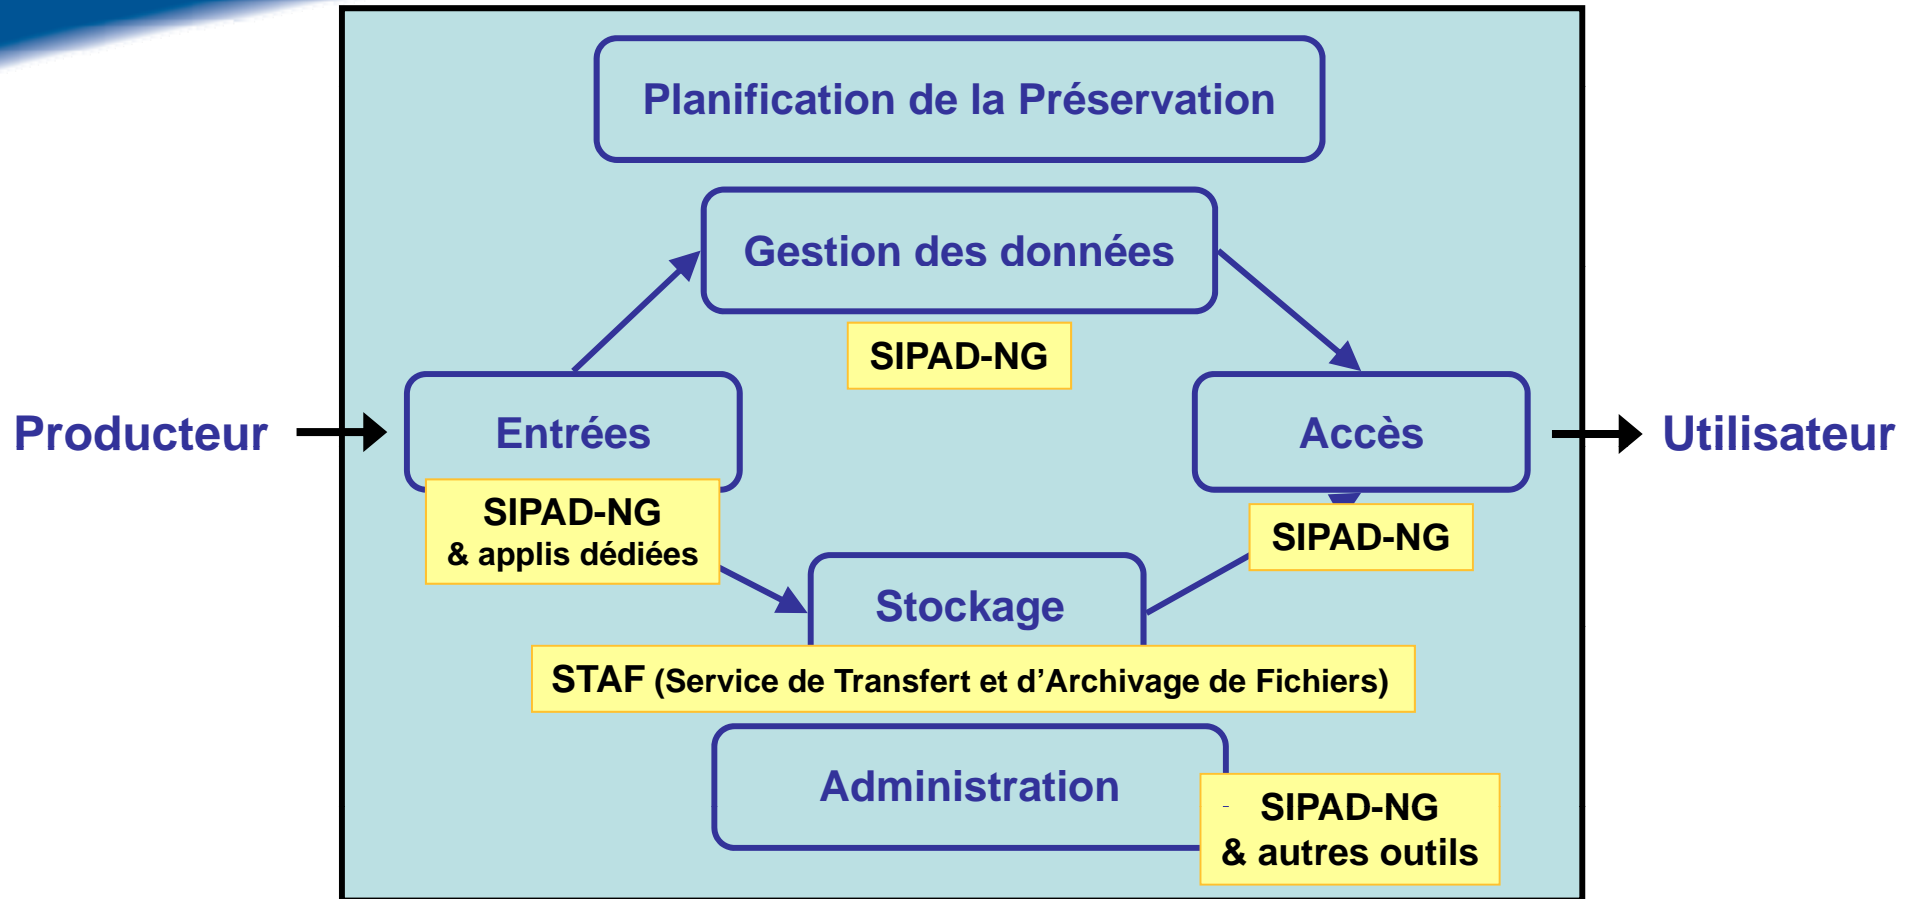 Planification de la Préservation
Gestion des données
SIPAD-NG
Producteur
Entrées
Accès
Utilisateur
SIPAD-NG
& applis dédiées
SIPAD-NG
Stockage
STAF (Service de Transfert et d’Archivage de Fichiers)
Administration
- SIPAD-NG
& autres outils